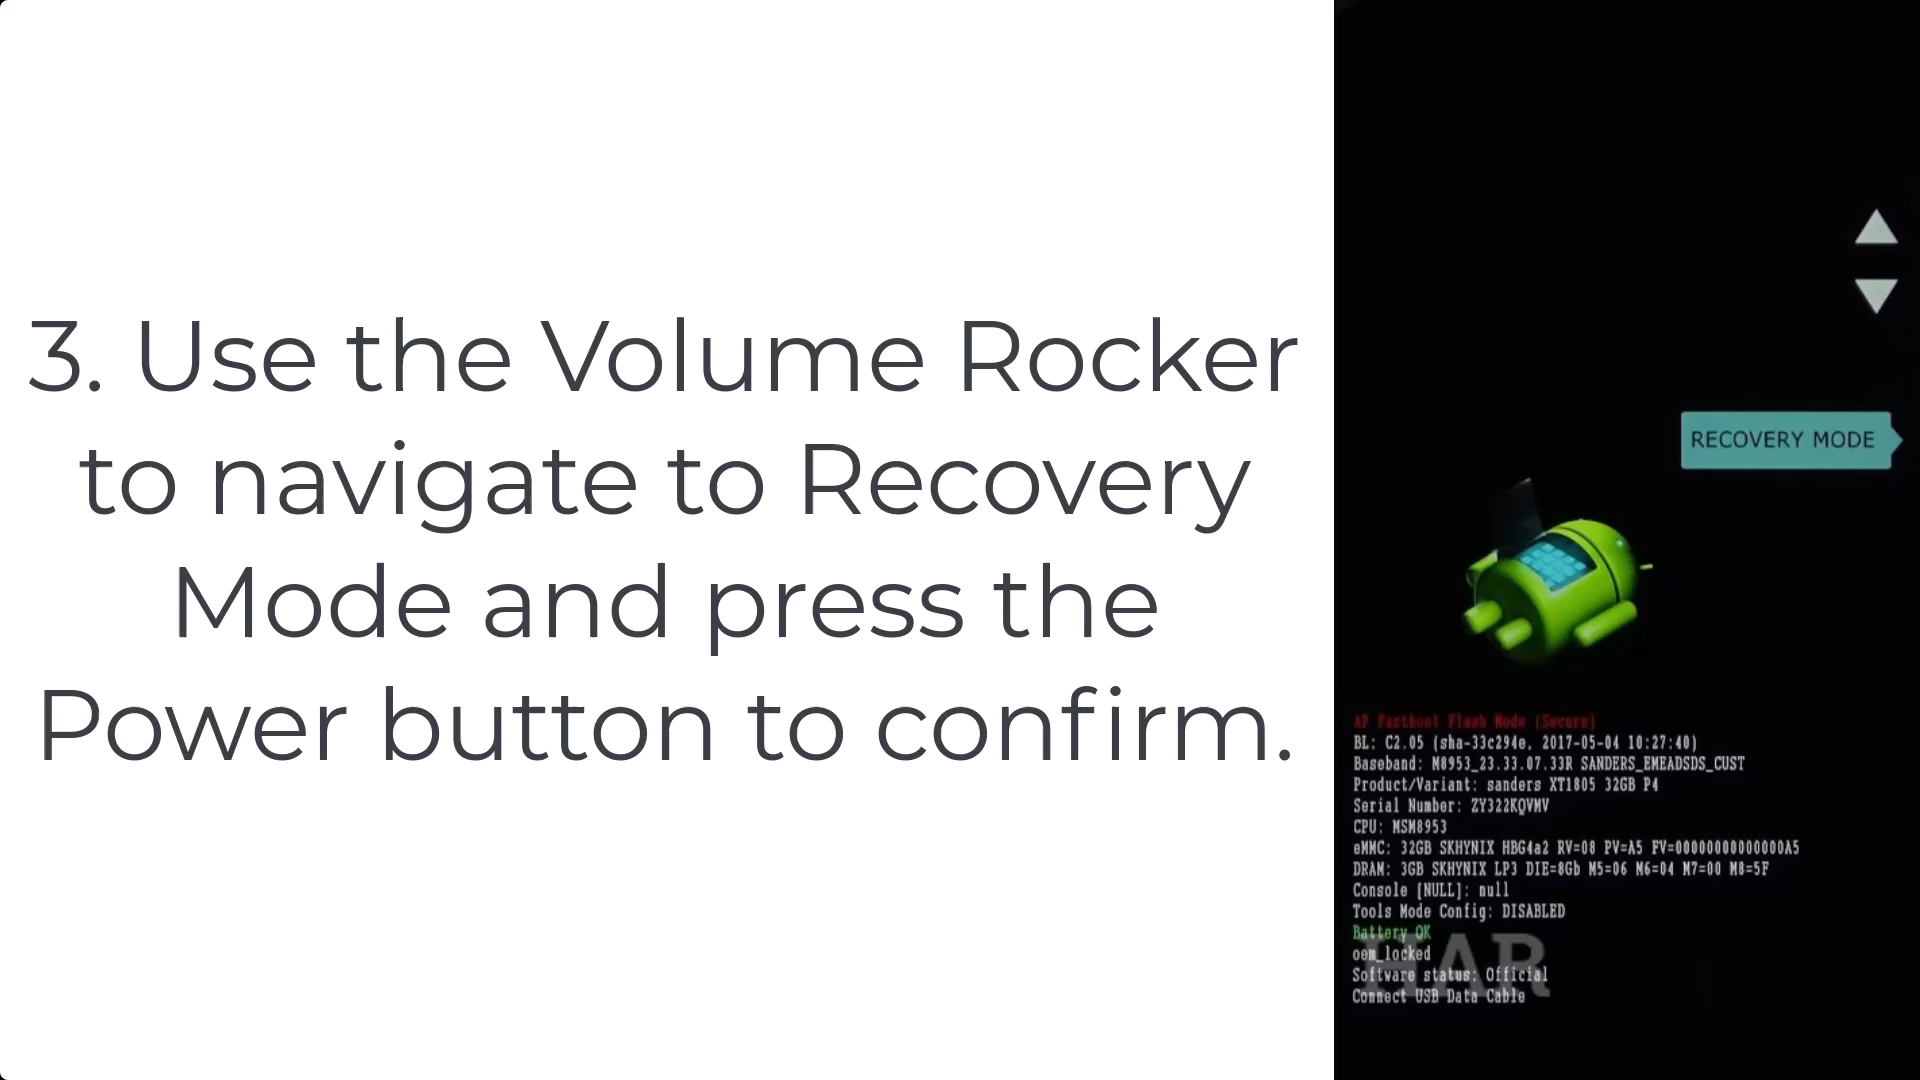 3. Use the Volume Rocker
to navigate to Recovery
Mode and press the
Power button to confirm.
RECOVERY MODE
AP Fastboot Flash Mode (Secure)
BL: C2.05 (sha-33c294e, 2017-05-04 10:27:40)
Baseband: M8953_23.33.07.33R SANDERS_EMEADSDS_CUST
Product/Variant: sanders XT1805 32GB P4
Serial Number: ZY322KQVMV
CPU: MSM8953
eMMC: 32GB SKHYNIX HBG4a2 RV=08 PV=A5 FV=00000000000000A5
DRAM: 3GB SKHYNIX LP3 DIE=8Gb M5=06 M6=04 M7=00 M8=5F
Console [NULL]: null
Tools Mode Config: DISABLED
Battery OK
oem_locked
Software status: Official
Connect USB Data Cable
HAR